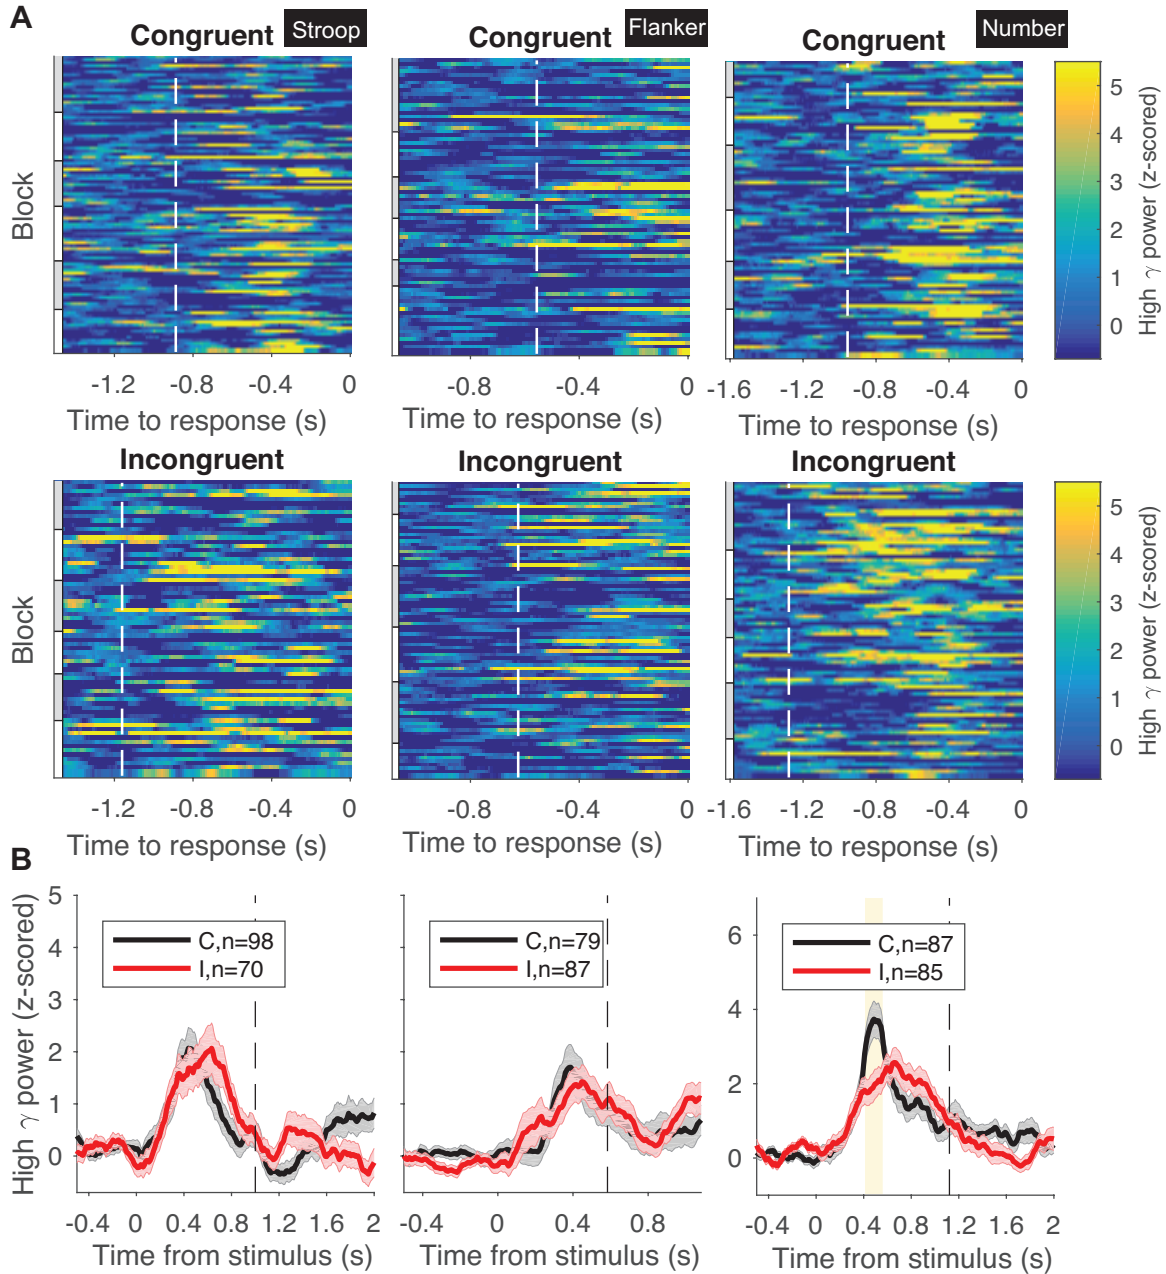 A
Congruent
Stroop
Congruent
Flanker
Congruent
Number
Block
-1.2 -0.8 -0.4 0
Time to response (s)
-0.8 -0.4 0
Time to response (s)
-1.6 -1.2 -0.8 -0.4 0
Time to response (s)
5
4
3
2
1
0
High γ power (z-scored)
Incongruent
Incongruent
Incongruent
Block
-1.2 -0.8 -0.4 0
Time to response (s)
-0.8 -0.4 0
Time to response (s)
-1.6 -1.2 -0.8 -0.4 0
Time to response (s)
5
4
3
2
1
0
High γ power (z-scored)
B
High γ power (z-scored)
5
4
3
2
1
0
C,n=98
I,n=70
-0.4 0 0.4 0.8 1.2 1.6 2
Time from stimulus (s)
C,n=79
I,n=87
-0.4 0 0.4 0.8
Time from stimulus (s)
6
4
2
0
C,n=87
I,n=85
-0.4 0 0.4 0.8 1.2 1.6 2
Time from stimulus (s)